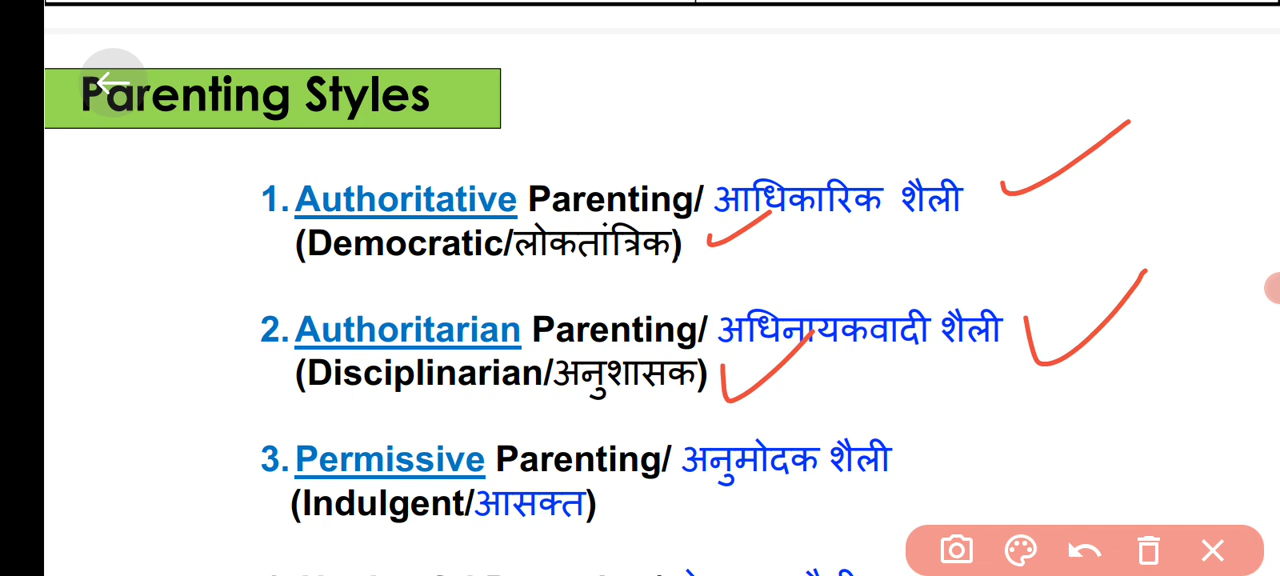 Parenting Styles
1. Authoritative Parenting/ आधिकारिक शैली
(Democratic/लोकतांत्रिक)
2. Authoritarian Parenting/ अधिनायकवादी शैली
(Disciplinarian/अनुशासक)
3. Permissive Parenting/ अनुमोदक शैली
(Indulgent/आसक्त)